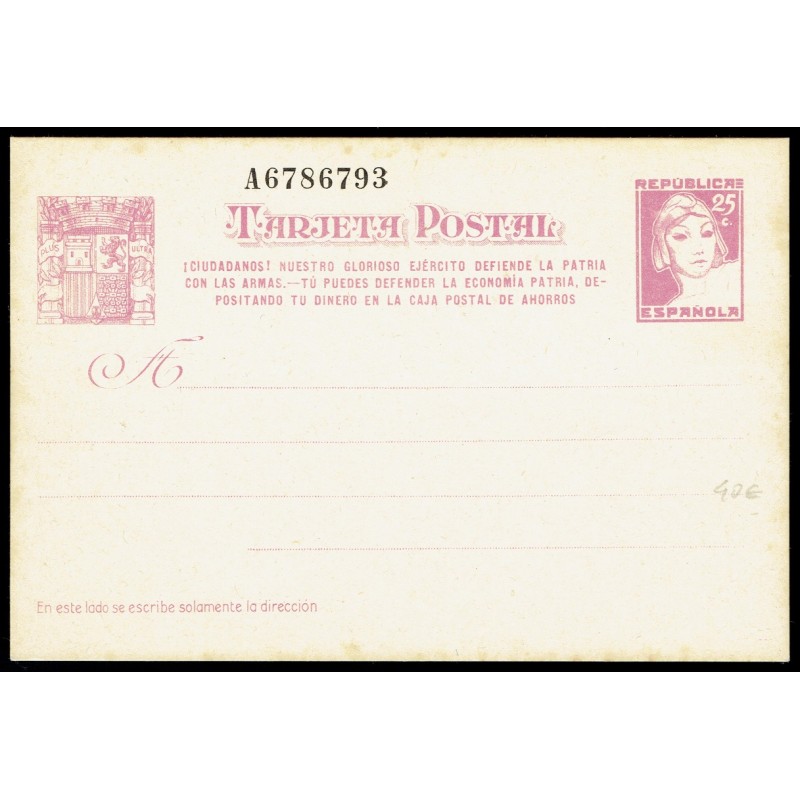 A6786793
PLUS ULTRA
TARJETA POSTAL
REPÚBLICA
25
C.
ESPAÑOLA
¡CIUDADANOS! NUESTRO GLORIOSO EJÉRCITO DEFIENDE LA PATRIA
CON LAS ARMAS.—TÚ PUEDES DEFENDER LA ECONOMÍA PATRIA, DE-
POSITANDO TU DINERO EN LA CAJA POSTAL DE AHORROS
A
40€
En este lado se escribe solamente la dirección